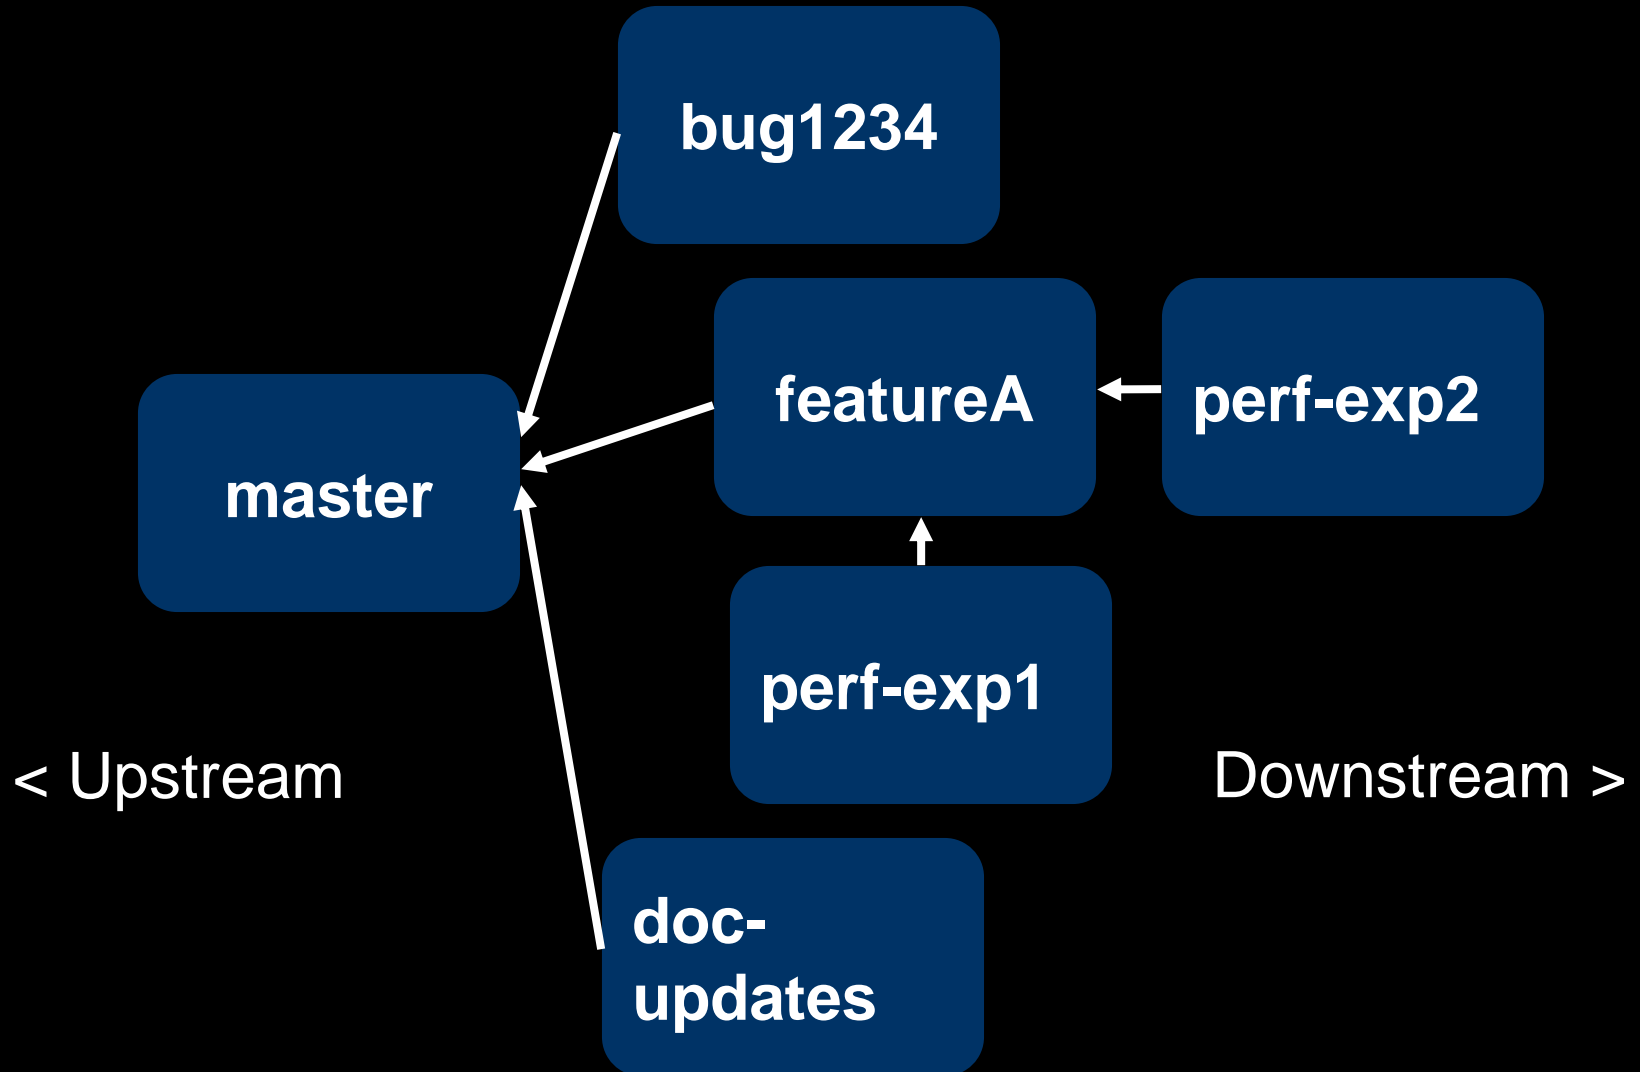 bug1234
featureA
perf-exp2
master
perf-exp1
< Upstream
Downstream >
doc-
updates